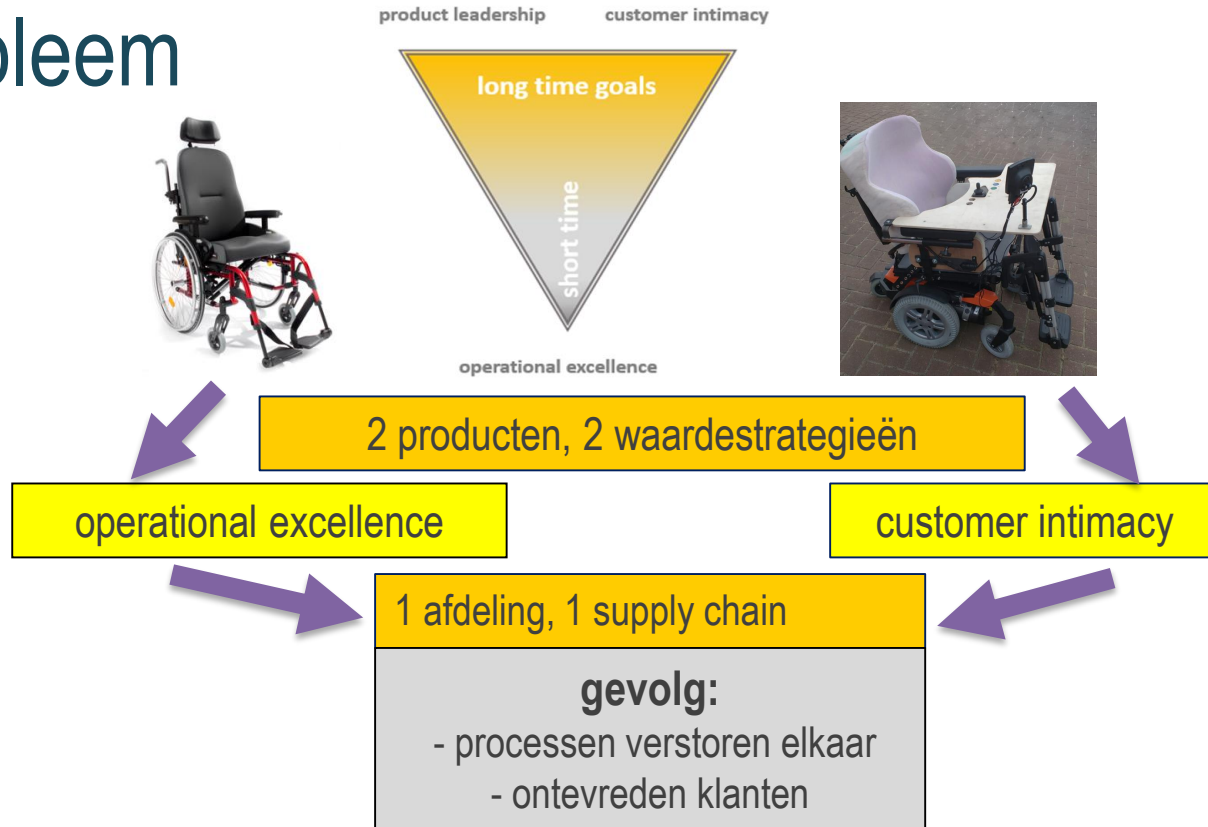 bleem
product leadership customer intimacy
long time goals
short time
operational excellence
2 producten, 2 waardestrategieën
operational excellence
customer intimacy
1 afdeling, 1 supply chain
gevolg:
- processen verstoren elkaar
- ontevreden klanten